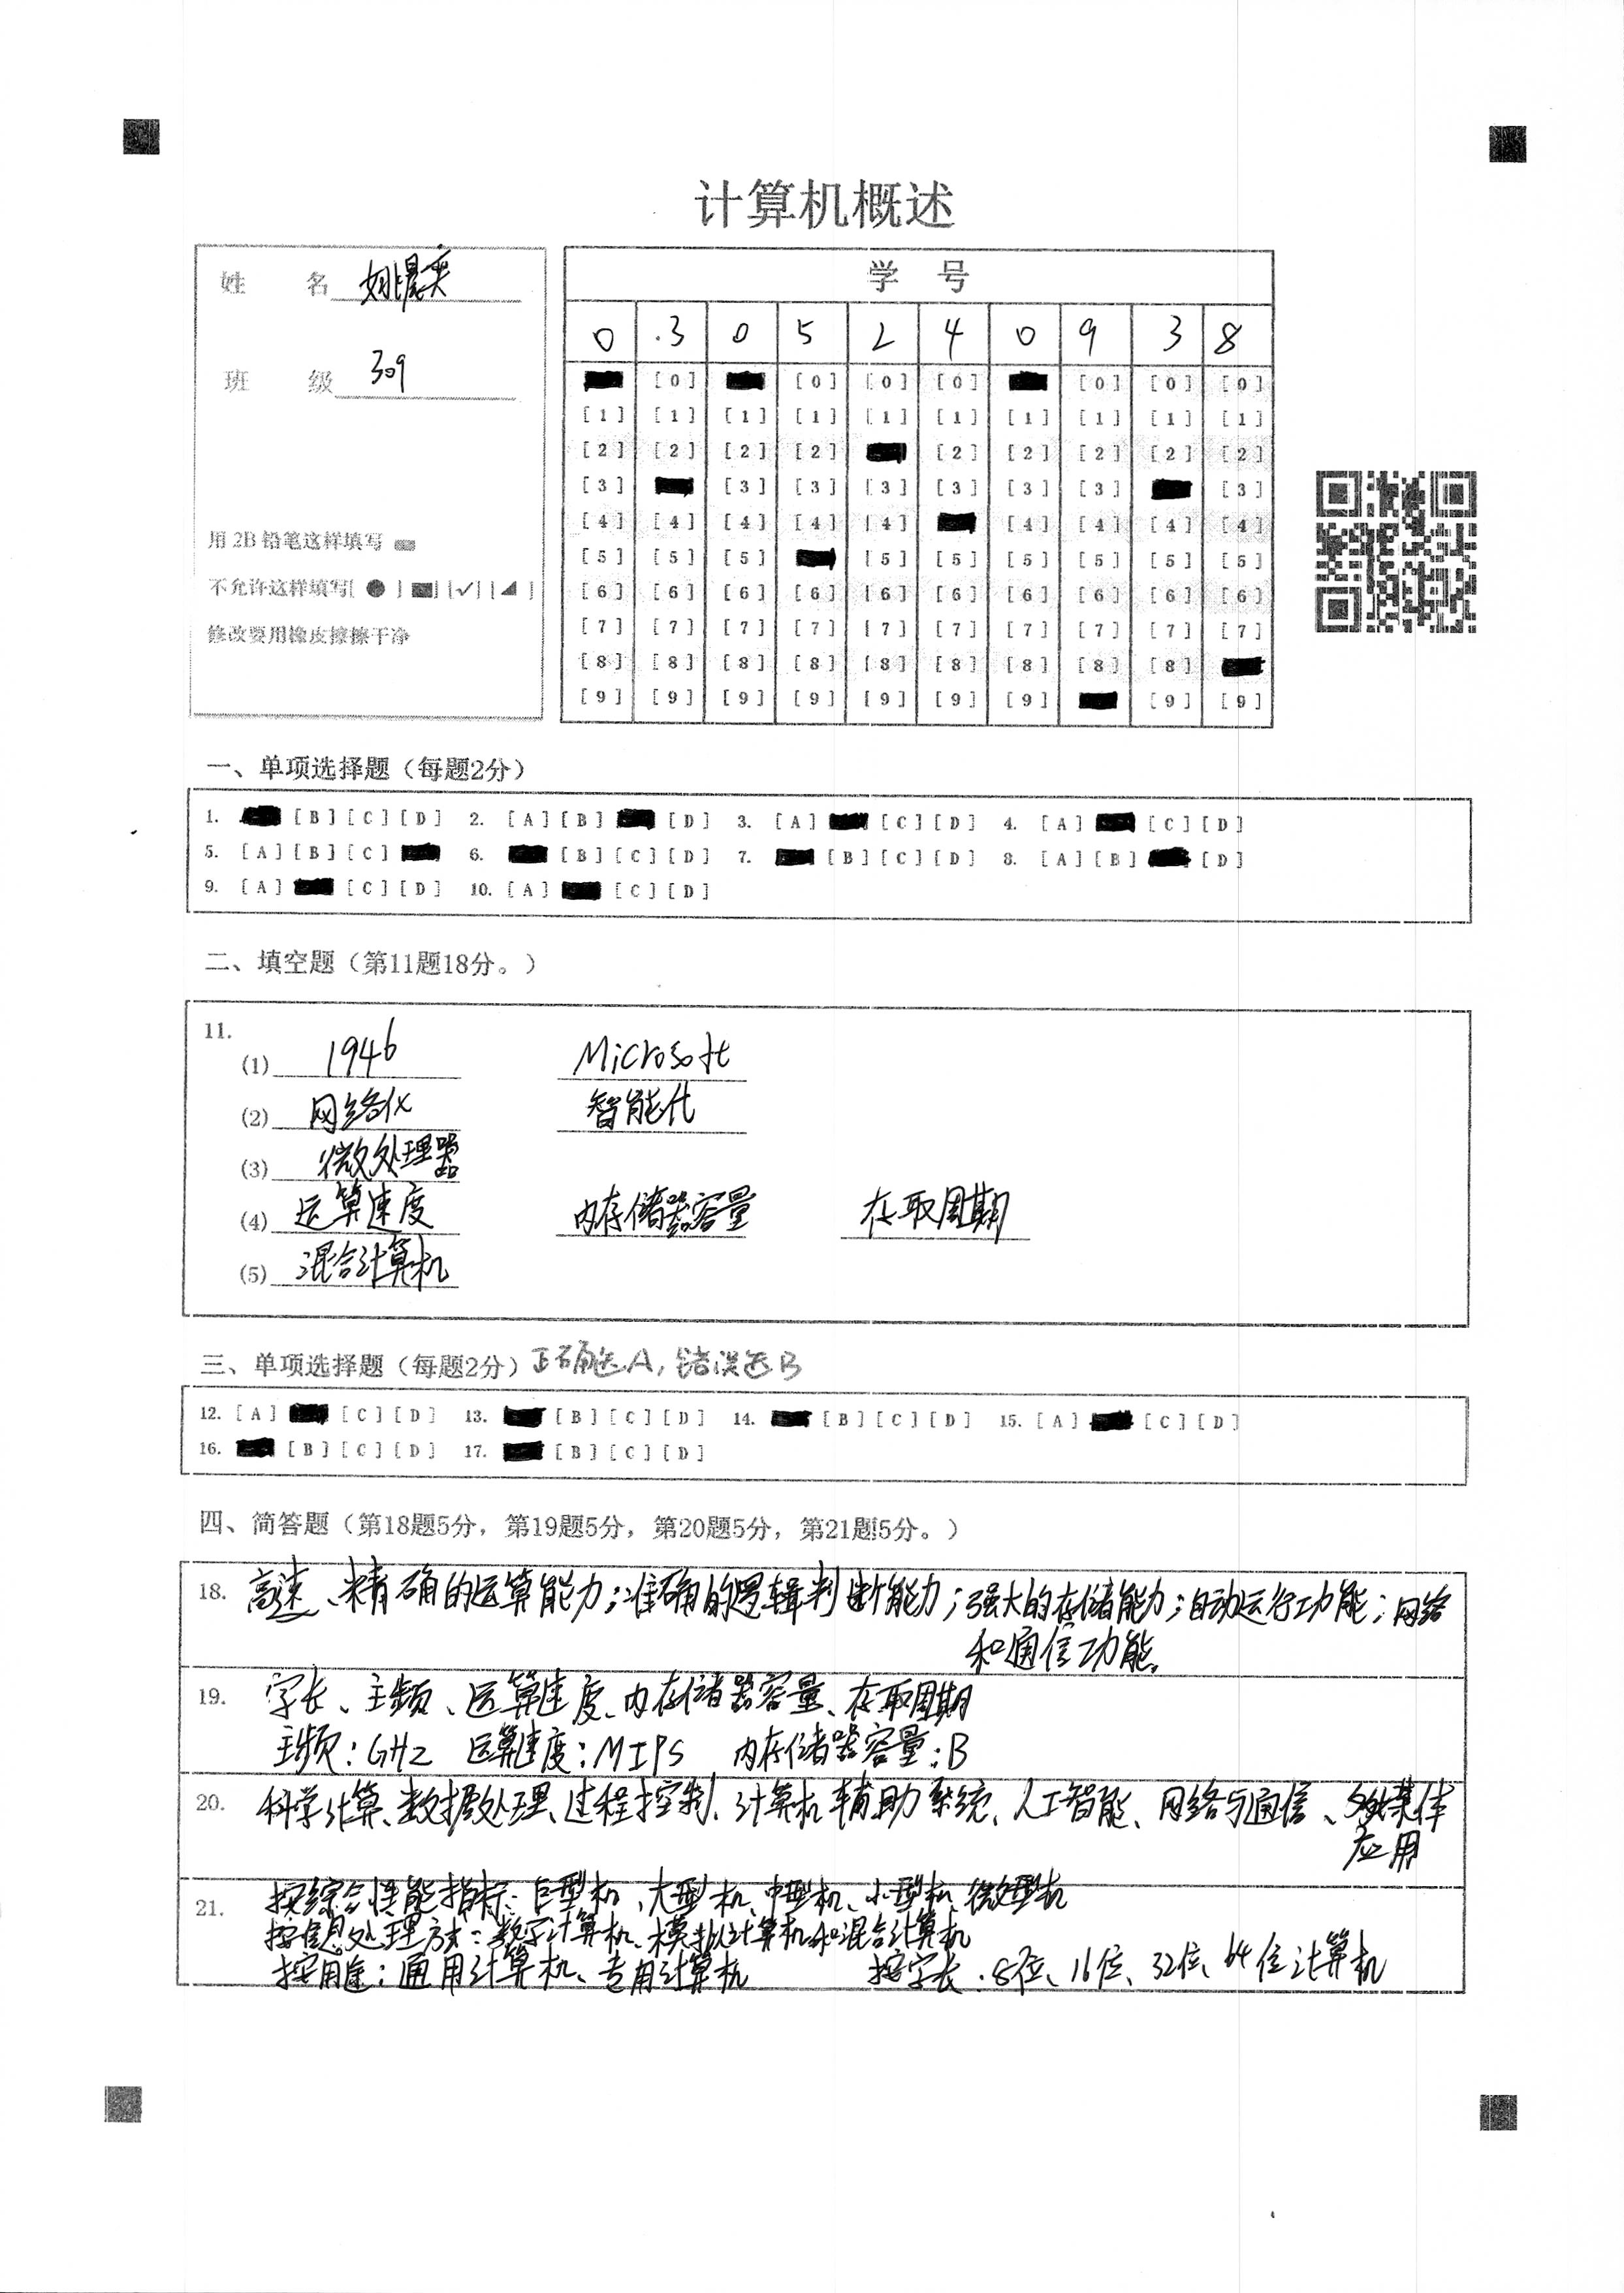 计算机概述
姓 名 姚
班 级 309
用 2B 铅笔这样填写
不允许这样填写[ ● ] [ ] [✓] [◢ ]
修改要用橡皮擦擦干净
学 号
0 3 0 5 2 4 0 9 3 8
[0] [0] [0] [0] [0] [0] [0]
[1] [1] [1] [1] [1] [1] [1] [1] [1] [1]
[2] [2] [2] [2] [2] [2] [2] [2] [2]
[3] [3] [3] [3] [3] [3] [3] [3]
[4] [4] [4] [4] [4] [4] [4] [4] [4]
[5] [5] [5] [5] [5] [5] [5] [5] [5]
[6] [6] [6] [6] [6] [6] [6] [6] [6] [6]
[7] [7] [7] [7] [7] [7] [7] [7] [7] [7]
[8] [8] [8] [8] [8] [8] [8] [8] [8]
[9] [9] [9] [9] [9] [9] [9] [9] [9]
一、单项选择题（每题2分）
1. [B] [C] [D] 2. [A] [B] [D] 3. [A] [C] [D] 4. [A] [C] [D]
5. [A] [B] [C] 6. [B] [C] [D] 7. [B] [C] [D] 8. [A] [B] [D]
9. [A] [C] [D] 10. [A] [C] [D]
二、填空题（第11题18分。）
11.
(1) 1946 Microsoft
(2) 网络化 智能化
(3) 微处理器
(4) 运算速度 内存储器容量 存取周期
(5) 混合计算机
三、单项选择题（每题2分）正确选A，错误选B
12. [A] [C] [D] 13. [B] [C] [D] 14. [B] [C] [D] 15. [A] [C] [D]
16. [B] [C] [D] 17. [B] [C] [D]
四、简答题（第18题5分，第19题5分，第20题5分，第21题5分。）
18. 高速、精确的运算能力；准确的逻辑判断能力；强大的存储能力；自动运行功能；网络
和通信功能。
19. 字长、主频、运算速度、内存储器容量、存取周期
主频：GHz 运算速度：MIPS 内存储器容量：B
20. 科学计算、数据处理、过程控制、计算机辅助系统、人工智能、网络与通信、多媒体
应用
21. 按综合性能指标：巨型机、大型机、中型机、小型机、微型机
按信息处理方式：数字计算机、模拟计算机和混合计算机
按用途：通用计算机、专用计算机 按字长：8位、16位、32位、64位计算机